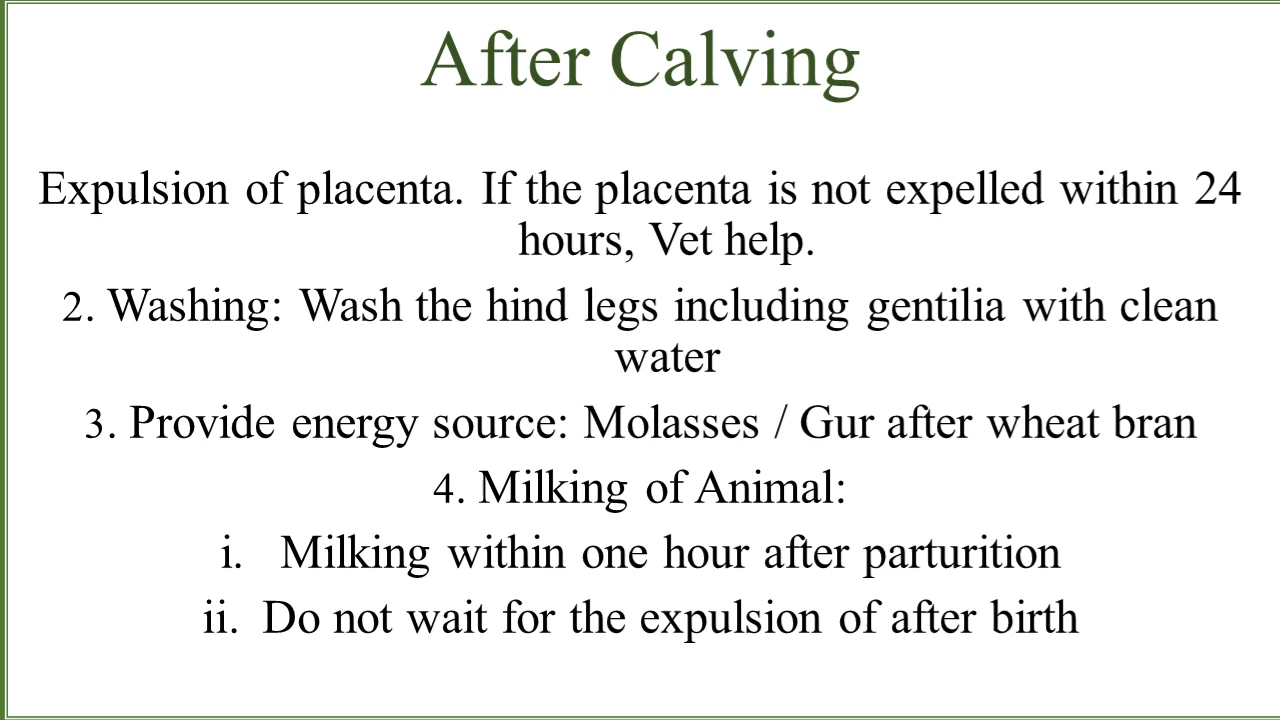 After Calving
Expulsion of placenta. If the placenta is not expelled within 24
hours, Vet help.
2. Washing: Wash the hind legs including gentilia with clean
water
3. Provide energy source: Molasses / Gur after wheat bran
4. Milking of Animal:
i. Milking within one hour after parturition
ii. Do not wait for the expulsion of after birth